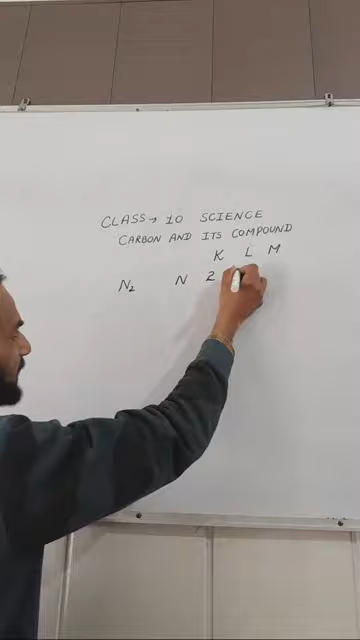 CLASS → 10 SCIENCE
CARBON AND ITS COMPOUND
K L M
N₂ N 2